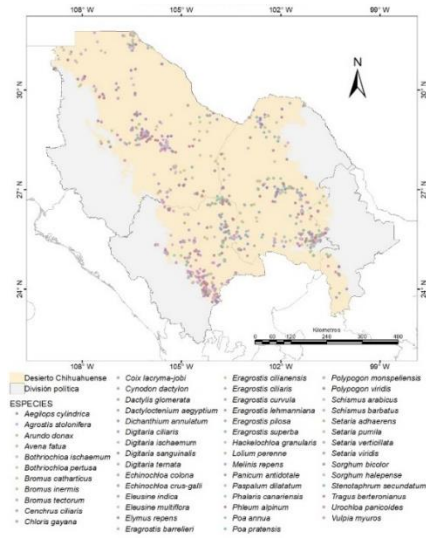 108° W 105° W 102° W 99° W
N
30° N 30° N
27° N 27° N
24° N 24° N
Kilometros
0 60 120 240 360 480
108° W 105° W 102° W 99° W
Desierto Chihuahuense
División política
ESPECIES
Aegilops cylindrica
Agrostis stolonifera
Arundo donax
Avena fatua
Bothriochloa ischaemum
Bothriochloa pertusa
Bromus catharticus
Bromus inermis
Bromus tectorum
Cenchrus ciliaris
Chloris gayana
Coix lacryma-jobi
Cynodon dactylon
Dactylis glomerata
Dactyloctenium aegyptium
Dichanthium annulatum
Digitaria ciliaris
Digitaria ischaemum
Digitaria sanguinalis
Digitaria ternata
Echinochloa colona
Echinochloa crus-galli
Eleusine indica
Eleusine multiflora
Elymus repens
Eragrostis barrelieri
Eragrostis cilianensis
Eragrostis ciliaris
Eragrostis curvula
Eragrostis lehmanniana
Eragrostis pilosa
Eragrostis superba
Hackelochloa granularis
Lolium perenne
Melinis repens
Panicum antidotale
Paspalum dilatatum
Phalaris canariensis
Phleum alpinum
Poa annua
Poa pratensis
Polypogon monspeliensis
Polypogon viridis
Schismus arabicus
Schismus barbatus
Setaria adhaerens
Setaria pumila
Setaria verticillata
Setaria viridis
Sorghum bicolor
Sorghum halepense
Stenotaphrum secundatum
Tragus berteronianus
Urochloa panicoides
Vulpia myuros